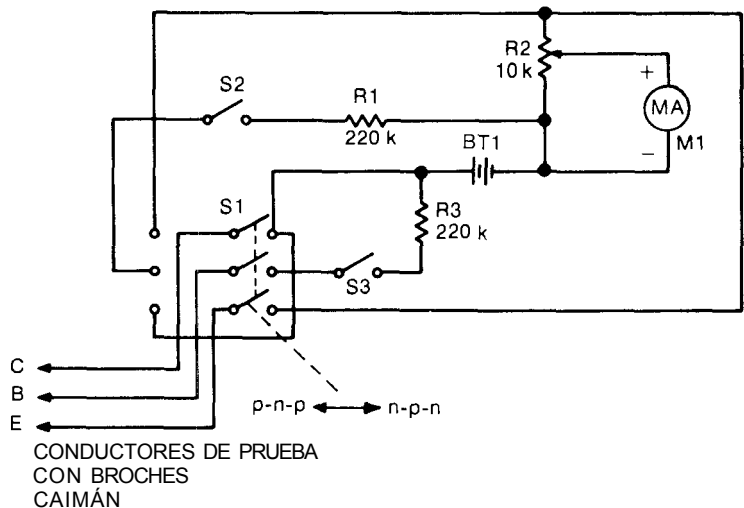 R2
10 k
+
MA
M1
−
S2
R1
220 k
BT1
S1
R3
220 k
S3
C
B
E
p-n-p
n-p-n
CONDUCTORES DE PRUEBA
CON BROCHES
CAIMÁN